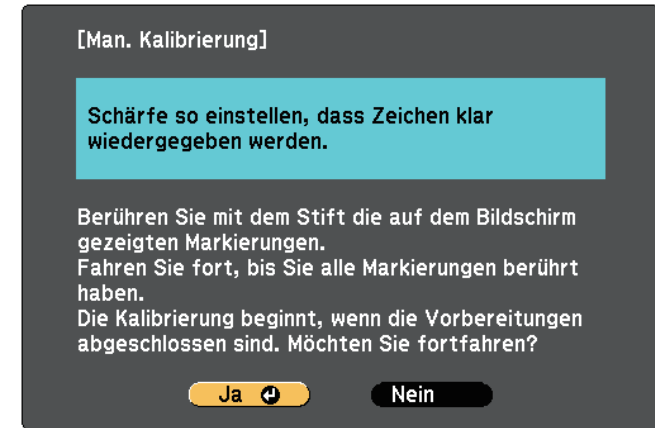 [Man. Kalibrierung]
Schärfe so einstellen, dass Zeichen klar
wiedergegeben werden.
Berühren Sie mit dem Stift die auf dem Bildschirm
gezeigten Markierungen.
Fahren Sie fort, bis Sie alle Markierungen berührt
haben.
Die Kalibrierung beginnt, wenn die Vorbereitungen
abgeschlossen sind. Möchten Sie fortfahren?
Ja Nein